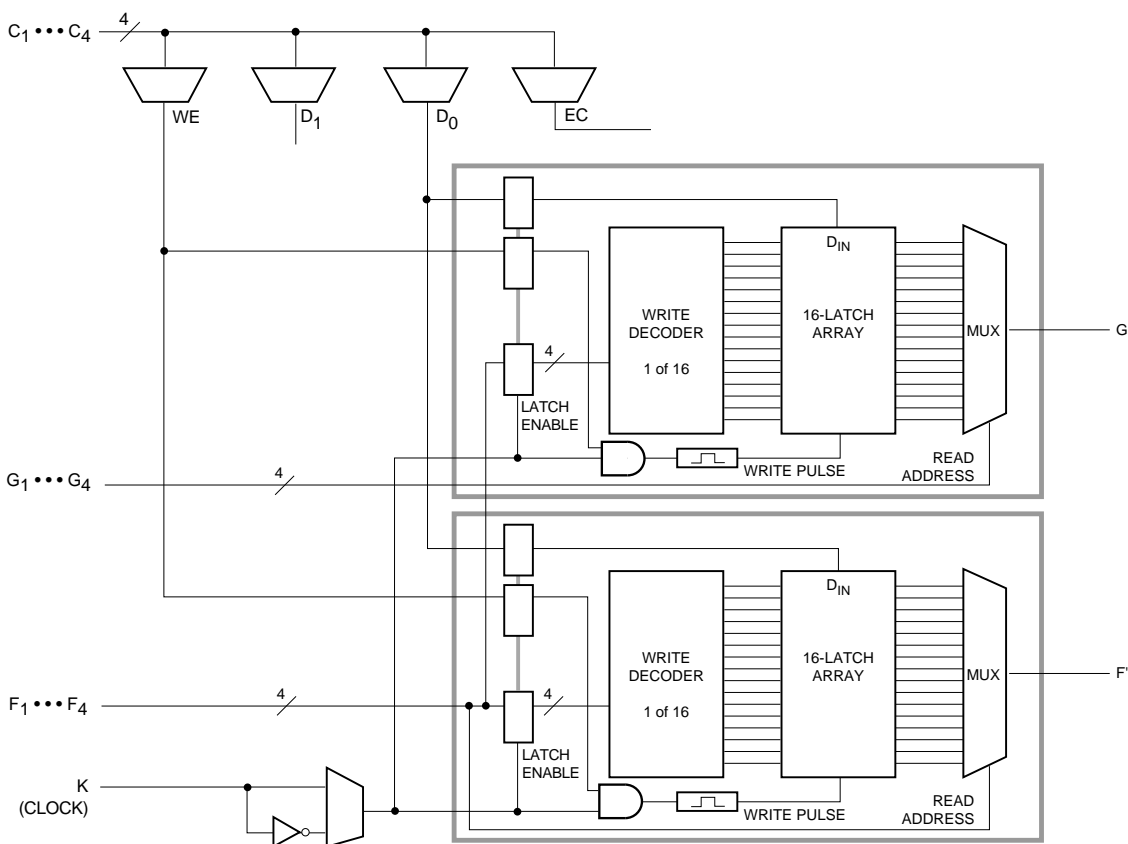 C1 ••• C4
4
WE
D1
D0
EC
DIN
WRITE
DECODER
1 of 16
16-LATCH
ARRAY
MUX
G'
4
LATCH
ENABLE
WRITE PULSE
READ
ADDRESS
G1 ••• G4
4
DIN
WRITE
DECODER
1 of 16
16-LATCH
ARRAY
MUX
F'
F1 ••• F4
4
4
LATCH
ENABLE
K
(CLOCK)
WRITE PULSE
READ
ADDRESS